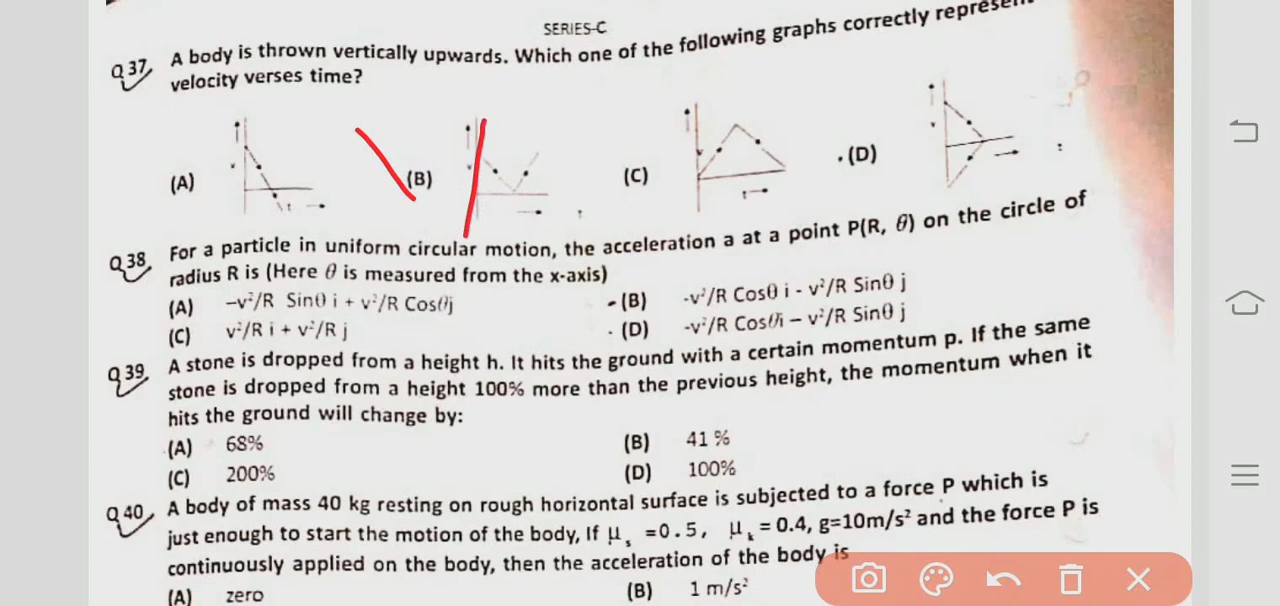 SERIES-C
Q 37. A body is thrown vertically upwards. Which one of the following graphs correctly
velocity verses time?
(A) (B) (C) (D)
Q 38. For a particle in uniform circular motion, the acceleration a at a point P(R, θ) on the circle of
radius R is (Here θ is measured from the x-axis)
(A) -v²/R Sinθ i + v²/R Cosθj (B) -v²/R Cosθ i - v²/R Sinθ j
(C) v²/R i + v²/R j (D) -v²/R Cosθi – v²/R Sinθ j
Q 39. A stone is dropped from a height h. It hits the ground with a certain momentum p. If the same
stone is dropped from a height 100% more than the previous height, the momentum when it
hits the ground will change by:
(A) 68% (B) 41 %
(C) 200% (D) 100%
Q 40. A body of mass 40 kg resting on rough horizontal surface is subjected to a force P which is
just enough to start the motion of the body, If μs =0.5, μk = 0.4, g=10m/s² and the force P is
continuously applied on the body, then the acceleration of the body is
(A) zero (B) 1 m/s²